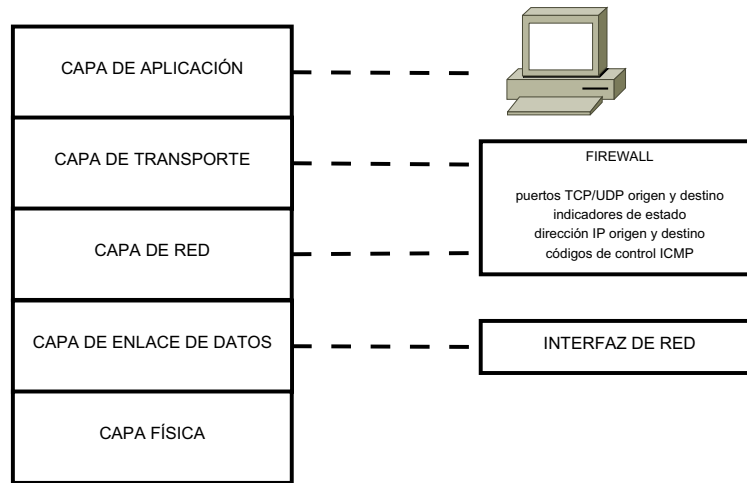 CAPA DE APLICACIÓN
CAPA DE TRANSPORTE
CAPA DE RED
CAPA DE ENLACE DE DATOS
CAPA FÍSICA
FIREWALL
puertos TCP/UDP origen y destino
indicadores de estado
dirección IP origen y destino
códigos de control ICMP
INTERFAZ DE RED